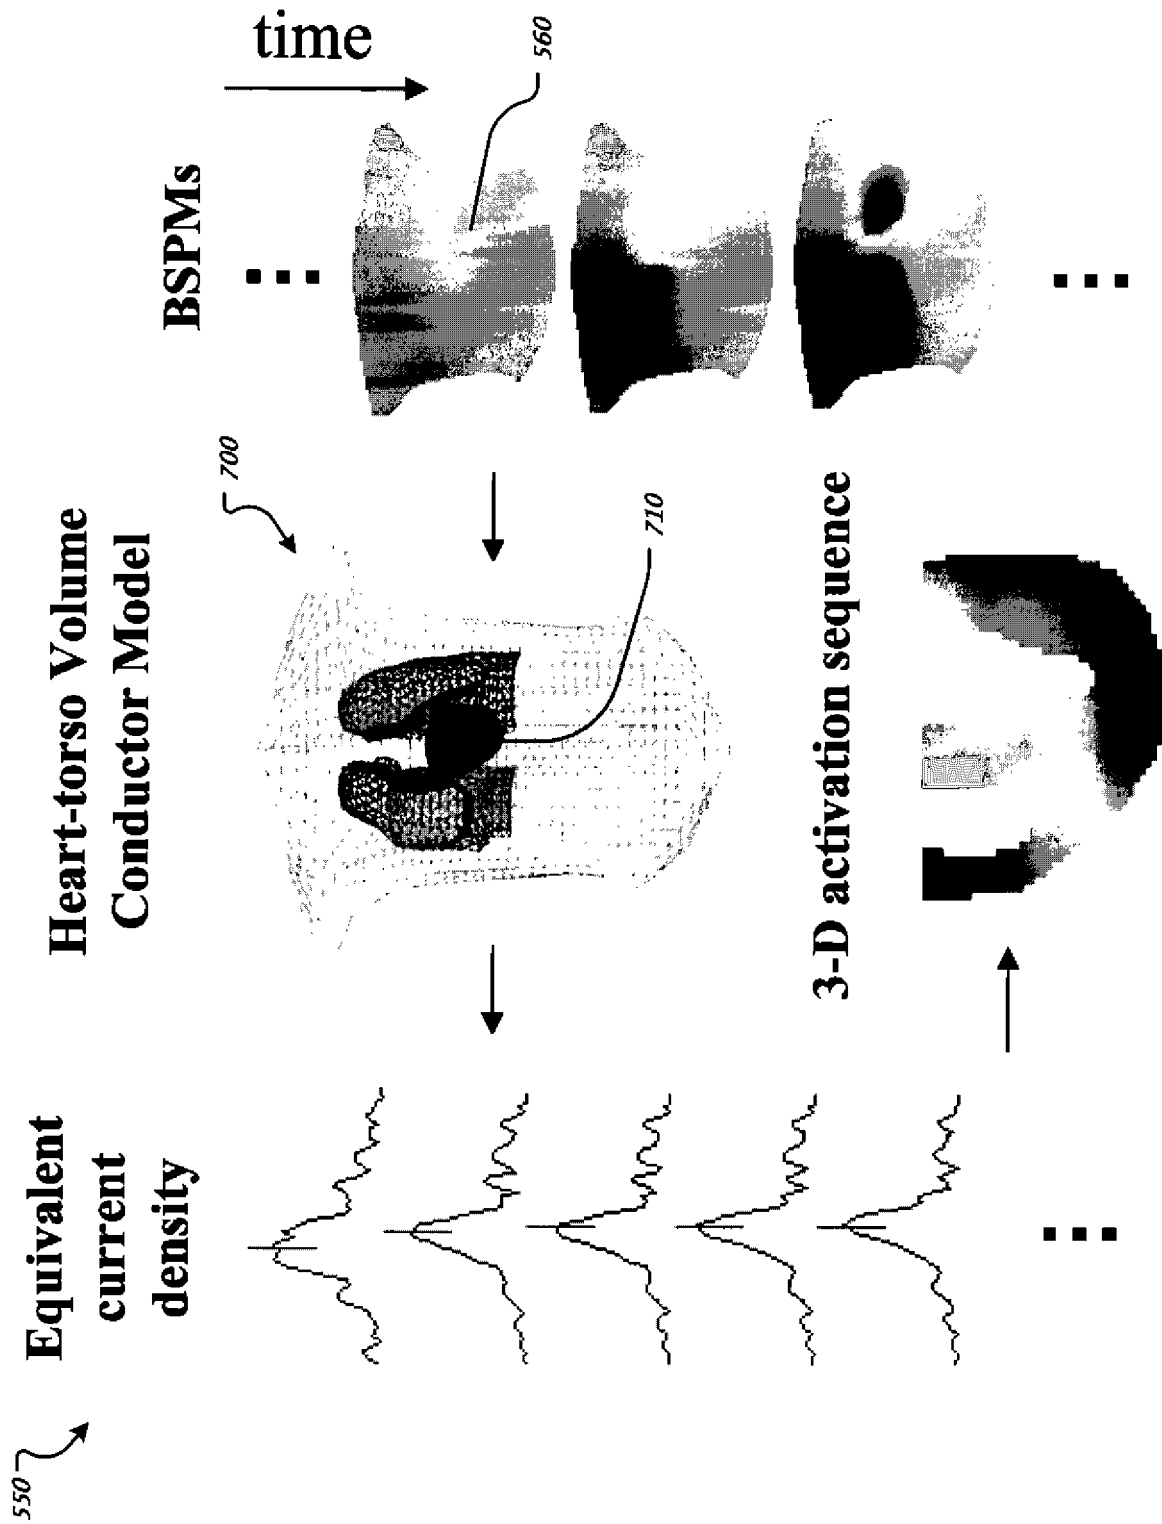 550
Equivalent
current
density
Heart-torso Volume
Conductor Model
700
710
BSPMs
time
560
3-D activation sequence